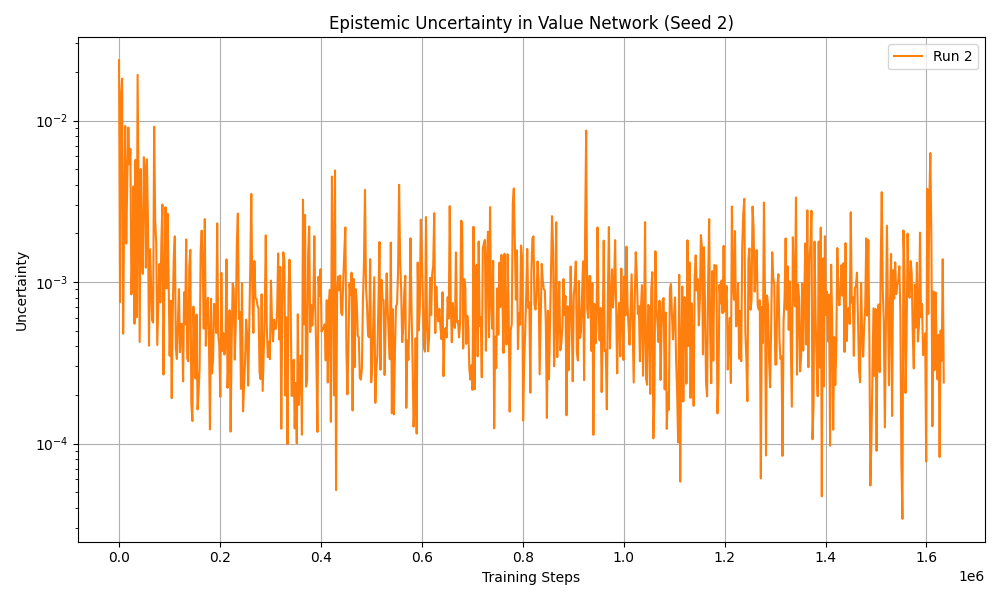 Epistemic Uncertainty in Value Network (Seed 2)
Run 2
Uncertainty
10⁻²
10⁻³
10⁻⁴
0.0 0.2 0.4 0.6 0.8 1.0 1.2 1.4 1.6
1e6
Training Steps